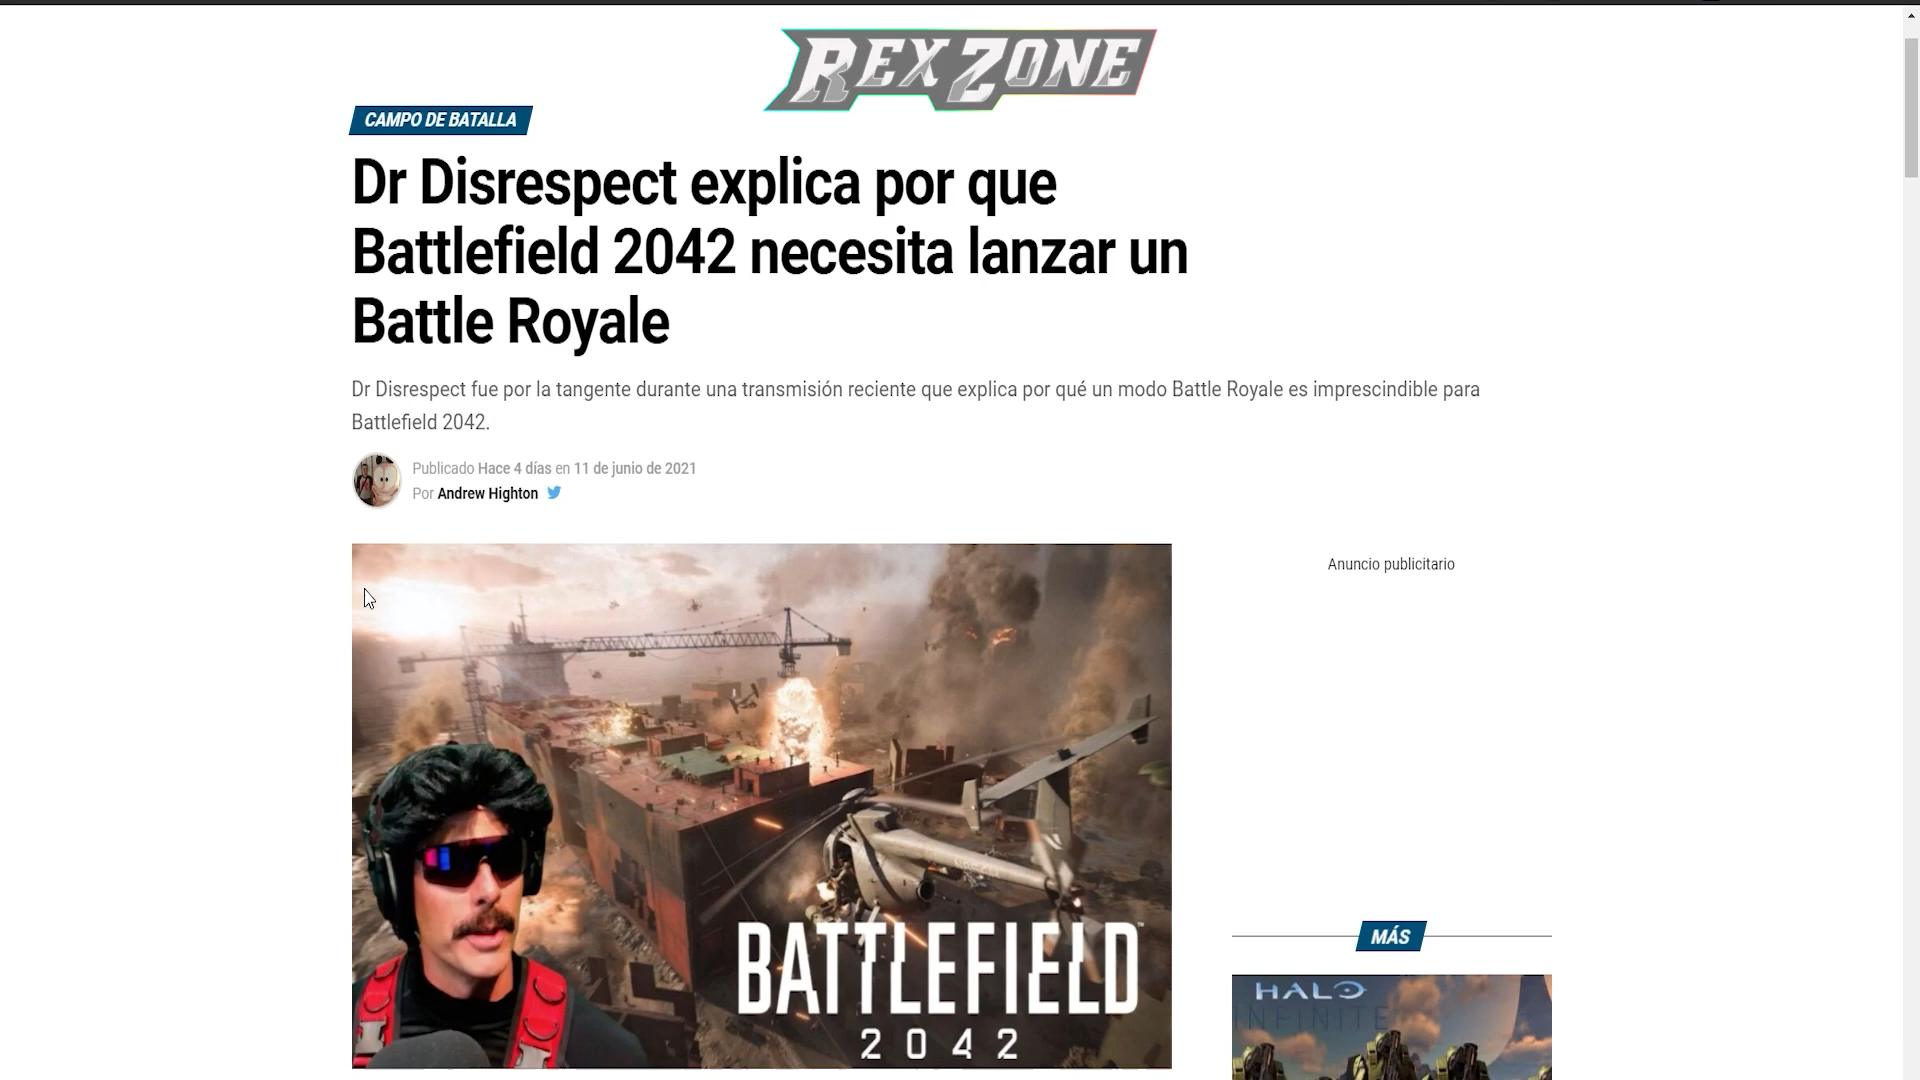 REX ZONE
CAMPO DE BATALLA
Dr Disrespect explica por que
Battlefield 2042 necesita lanzar un
Battle Royale
Dr Disrespect fue por la tangente durante una transmisión reciente que explica por qué un modo Battle Royale es imprescindible para
Battlefield 2042.
Publicado Hace 4 días en 11 de junio de 2021
Por Andrew Highton
Anuncio publicitario
BATTLEFIELD™
2042
MÁS
HALO
INFINITE